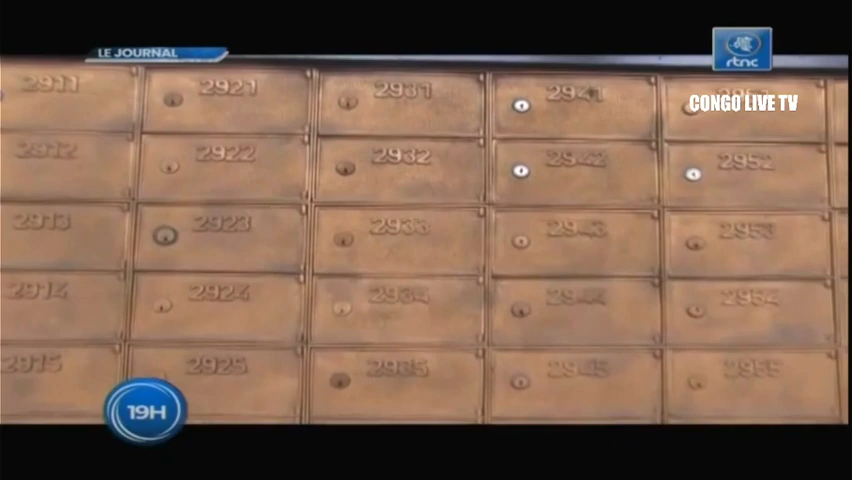 LE JOURNAL
rtnc
CONGO LIVE TV
2911 2921 2931 2941 2951
2912 2922 2932 2942 2952
2913 2923 2933 2943 2953
2914 2924 2934 2944 2954
2915 2925 2935 2945 2955
19H